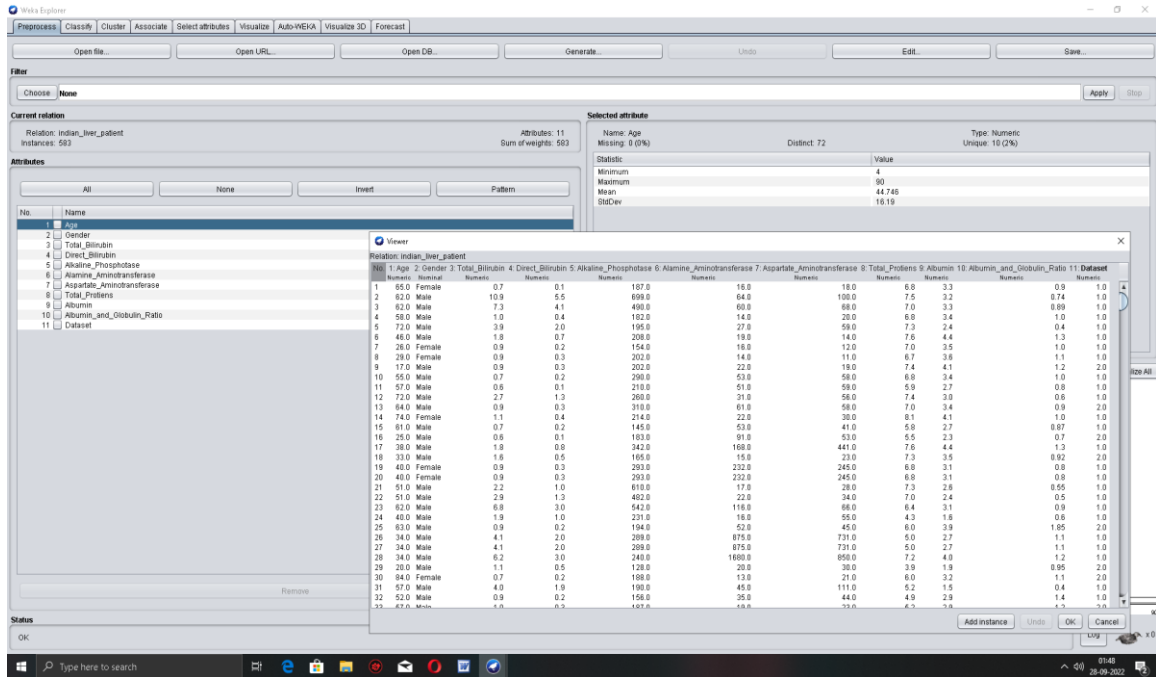 Weka Explorer
Preprocess Classify Cluster Associate Select attributes Visualize Auto-WEKA Visualize 3D Forecast
Open file... Open URL... Open DB... Generate... Undo Edit... Save...
Filter
Choose None Apply Stop
Current relation
Relation: indian_liver_patient Attributes: 11
Instances: 583 Sum of weights: 583
Attributes
All None Invert Pattern
No. Name
1 Age
2 Gender
3 Total_Bilirubin
4 Direct_Bilirubin
5 Alkaline_Phosphotase
6 Alamine_Aminotransferase
7 Aspartate_Aminotransferase
8 Total_Protiens
9 Albumin
10 Albumin_and_Globulin_Ratio
11 Dataset
Remove
Selected attribute
Name: Age Type: Numeric
Missing: 0 (0%) Distinct: 72 Unique: 10 (2%)
Statistic Value
Minimum 4
Maximum 90
Mean 44.746
StdDev 16.19
Viewer
Relation: indian_liver_patient
No. 1: Age 2: Gender 3: Total_Bilirubin 4: Direct_Bilirubin 5: Alkaline_Phosphotase 6: Alamine_Aminotransferase 7: Aspartate_Aminotransferase 8: Total_Protiens 9: Albumin 10: Albumin_and_Globulin_Ratio 11: Dataset
Numeric Nominal Numeric Numeric Numeric Numeric Numeric Numeric Numeric Numeric Numeric
1 65.0 Female 0.7 0.1 187.0 16.0 18.0 6.8 3.3 0.9 1.0
2 62.0 Male 10.9 5.5 699.0 64.0 100.0 7.5 3.2 0.74 1.0
3 62.0 Male 7.3 4.1 490.0 60.0 68.0 7.0 3.3 0.89 1.0
4 58.0 Male 1.0 0.4 182.0 14.0 20.0 6.8 3.4 1.0 1.0
5 72.0 Male 3.9 2.0 195.0 27.0 59.0 7.3 2.4 0.4 1.0
6 46.0 Male 1.8 0.7 208.0 19.0 14.0 7.6 4.4 1.3 1.0
7 26.0 Female 0.9 0.2 154.0 16.0 12.0 7.0 3.5 1.0 1.0
8 29.0 Female 0.9 0.3 202.0 14.0 11.0 6.7 3.6 1.1 1.0
9 17.0 Male 0.9 0.3 202.0 22.0 19.0 7.4 4.1 1.2 2.0
10 55.0 Male 0.7 0.2 290.0 53.0 58.0 6.8 3.4 1.0 1.0
11 57.0 Male 0.6 0.1 210.0 51.0 59.0 5.9 2.7 0.8 1.0
12 72.0 Male 2.7 1.3 260.0 31.0 56.0 7.4 3.0 0.6 1.0
13 64.0 Male 0.9 0.3 310.0 61.0 58.0 7.0 3.4 0.9 2.0
14 74.0 Female 1.1 0.4 214.0 22.0 30.0 8.1 4.1 1.0 1.0
15 61.0 Male 0.7 0.2 145.0 53.0 41.0 5.8 2.7 0.87 1.0
16 25.0 Male 0.6 0.1 183.0 91.0 53.0 5.5 2.3 0.7 2.0
17 38.0 Male 1.8 0.8 342.0 168.0 441.0 7.6 4.4 1.3 1.0
18 33.0 Male 1.6 0.5 165.0 15.0 23.0 7.3 3.5 0.92 2.0
19 40.0 Female 0.9 0.3 293.0 232.0 245.0 6.8 3.1 0.8 1.0
20 40.0 Female 0.9 0.3 293.0 232.0 245.0 6.8 3.1 0.8 1.0
21 51.0 Male 2.2 1.0 610.0 17.0 28.0 7.3 2.6 0.55 1.0
22 51.0 Male 2.9 1.3 482.0 22.0 34.0 7.0 2.4 0.5 1.0
23 62.0 Male 6.8 3.0 542.0 116.0 66.0 6.4 3.1 0.9 1.0
24 40.0 Male 1.9 1.0 231.0 16.0 55.0 4.3 1.6 0.6 1.0
25 63.0 Male 0.9 0.2 194.0 52.0 45.0 6.0 3.9 1.85 2.0
26 34.0 Male 4.1 2.0 289.0 875.0 731.0 5.0 2.7 1.1 1.0
27 34.0 Male 4.1 2.0 289.0 875.0 731.0 5.0 2.7 1.1 1.0
28 34.0 Male 6.2 3.0 240.0 1680.0 850.0 7.2 4.0 1.2 1.0
29 20.0 Male 1.1 0.5 128.0 20.0 30.0 3.9 1.9 0.95 2.0
30 84.0 Female 0.7 0.2 188.0 13.0 21.0 6.0 3.2 1.1 2.0
31 57.0 Male 4.0 1.9 190.0 45.0 111.0 5.2 1.5 0.4 1.0
32 52.0 Male 0.9 0.2 156.0 35.0 44.0 4.9 2.9 1.4 1.0
Add instance Undo OK Cancel
Status
OK
Log x 0
Type here to search
01:48
28-09-2022